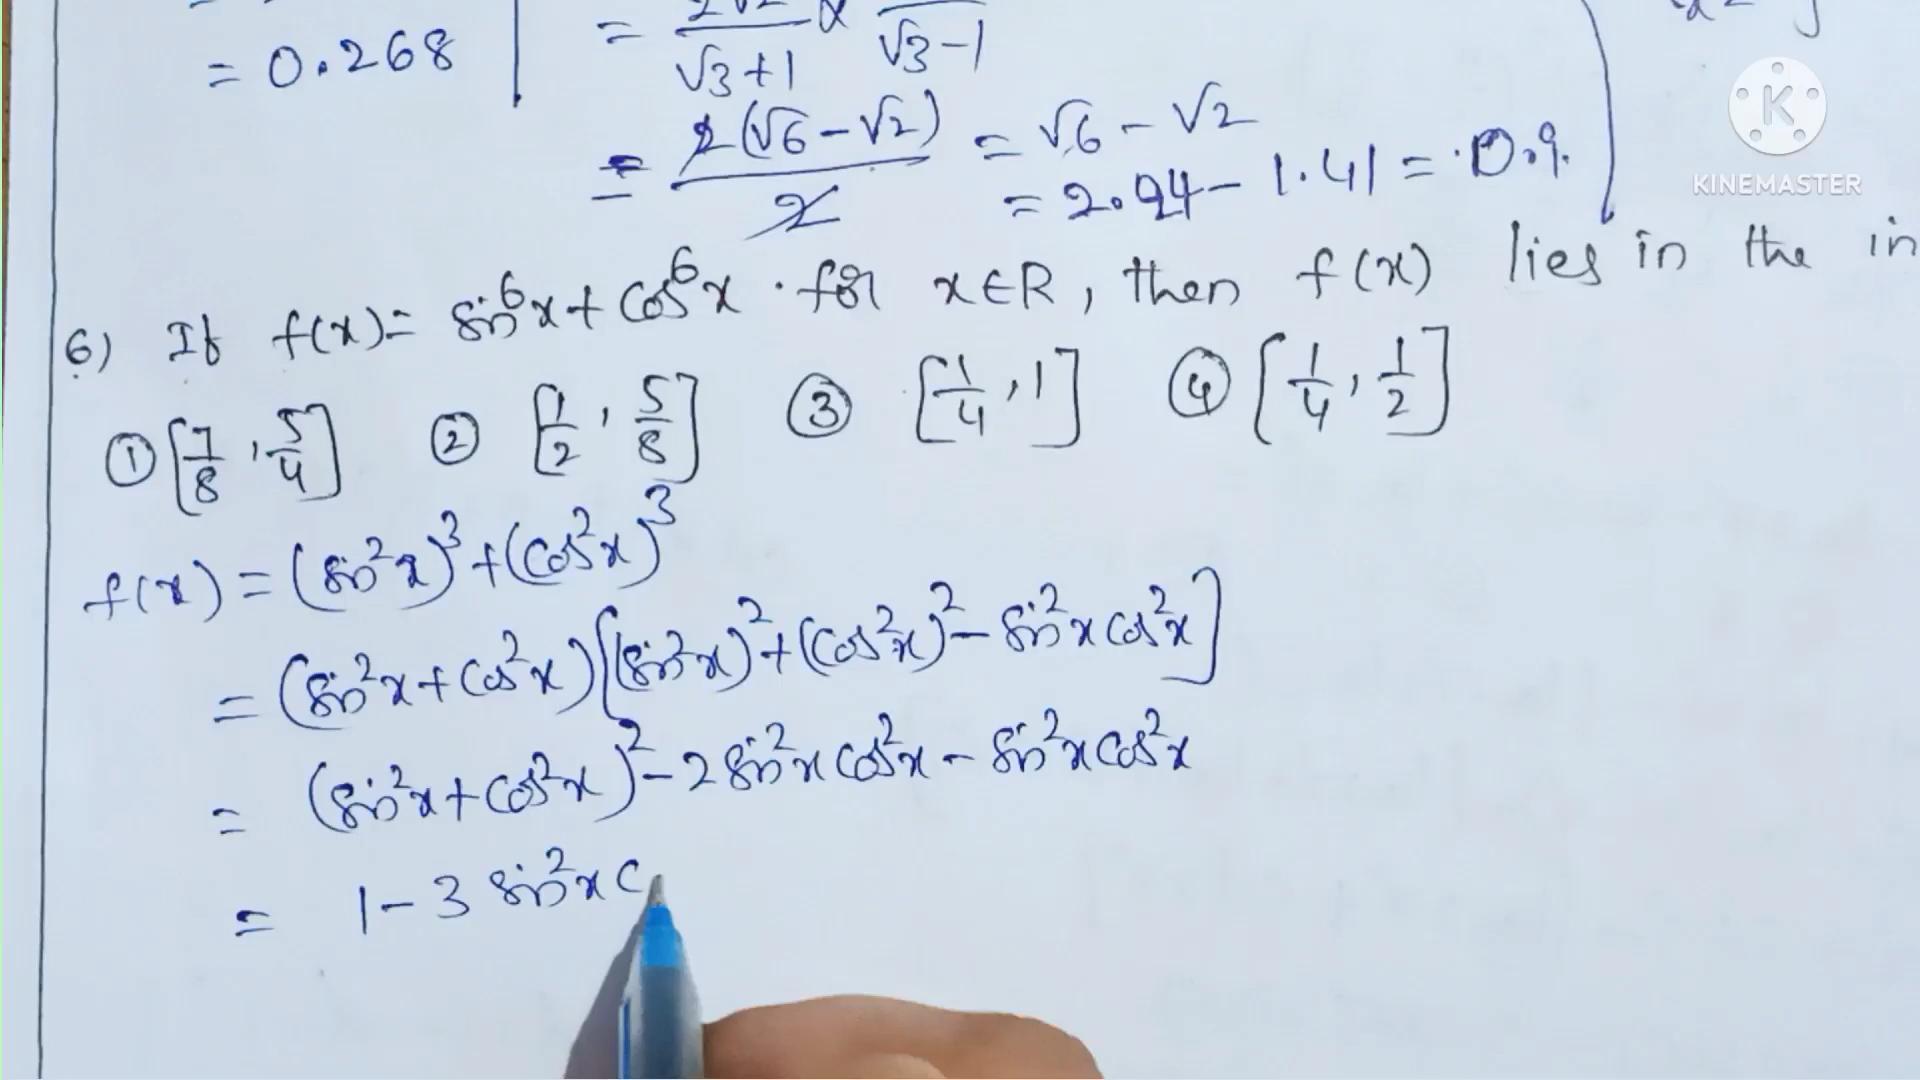 = 0.268
= 2√2/√3+1 × /√3-1
= 2(√6-√2)/2 = √6 - √2
= 2.44 - 1.41 = 0.9.
KINEMASTER
6) If f(x) = sin⁶x + cos⁶x . for x∈R, then f(x) lies in the in
① [7/8, 5/4] ② [1/2, 5/8] ③ [1/4, 1] ④ [1/4, 1/2]
f(x) = (sin²x)³ + (cos²x)³
= (sin²x + cos²x) [(sin²x)² + (cos²x)² - sin²x cos²x]
= (sin²x + cos²x)² - 2 sin²x cos²x - sin²x cos²x
= 1 - 3 sin²x c